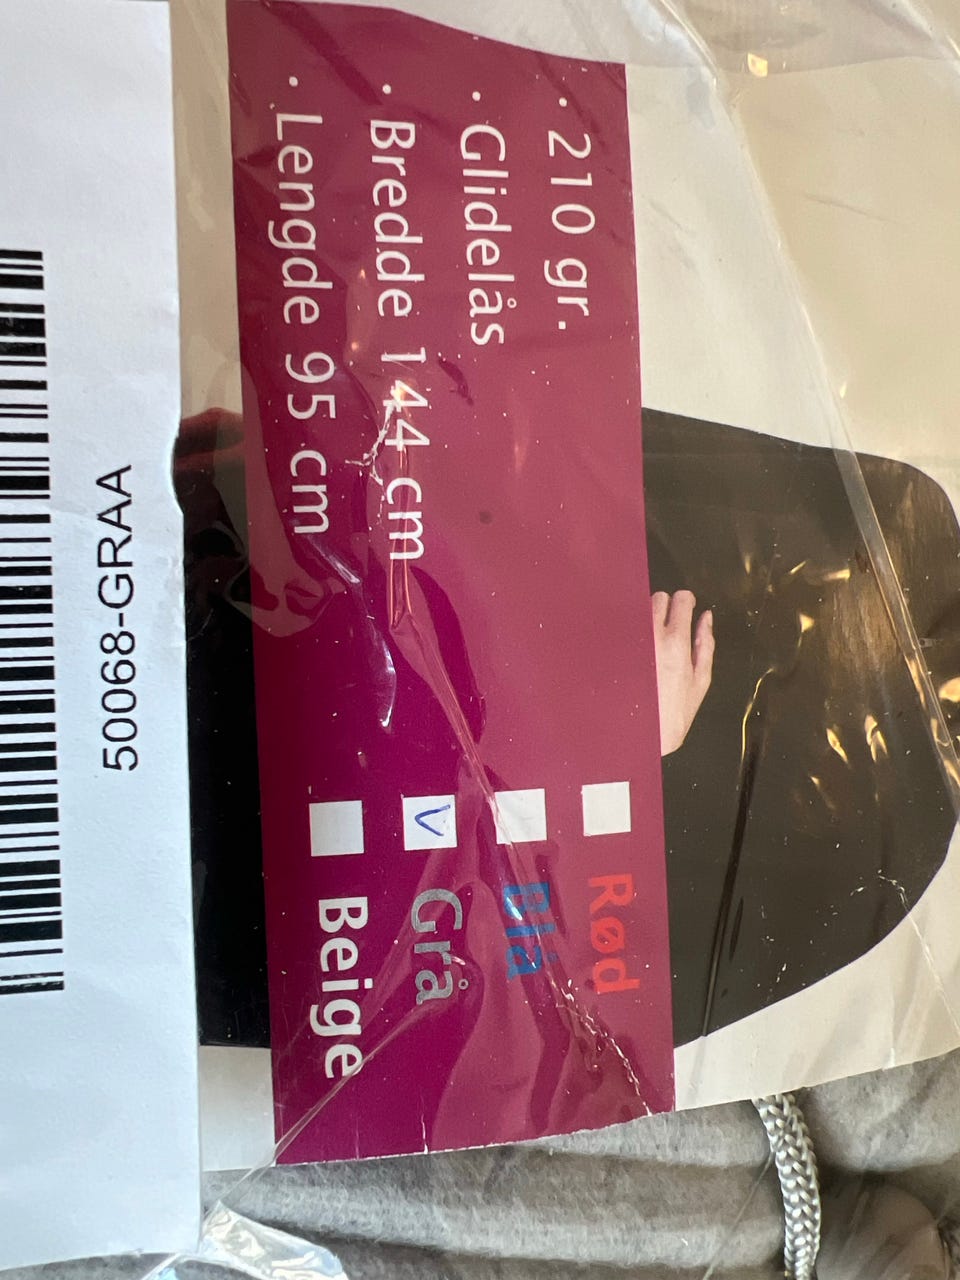 · 210 gr.
· Glidelås
· Bredde 144 cm
· Lengde 95 cm
Rød
Blå
Grå
Beige
50068-GRAA